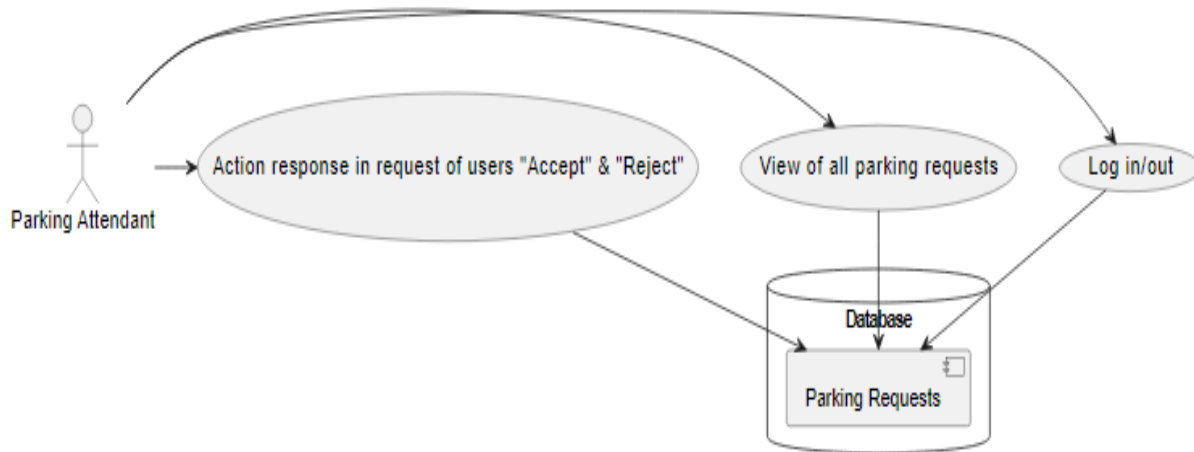 Action response in request of users "Accept" & "Reject"
View of all parking requests
Log in/out
Parking Attendant
Database
Parking Requests